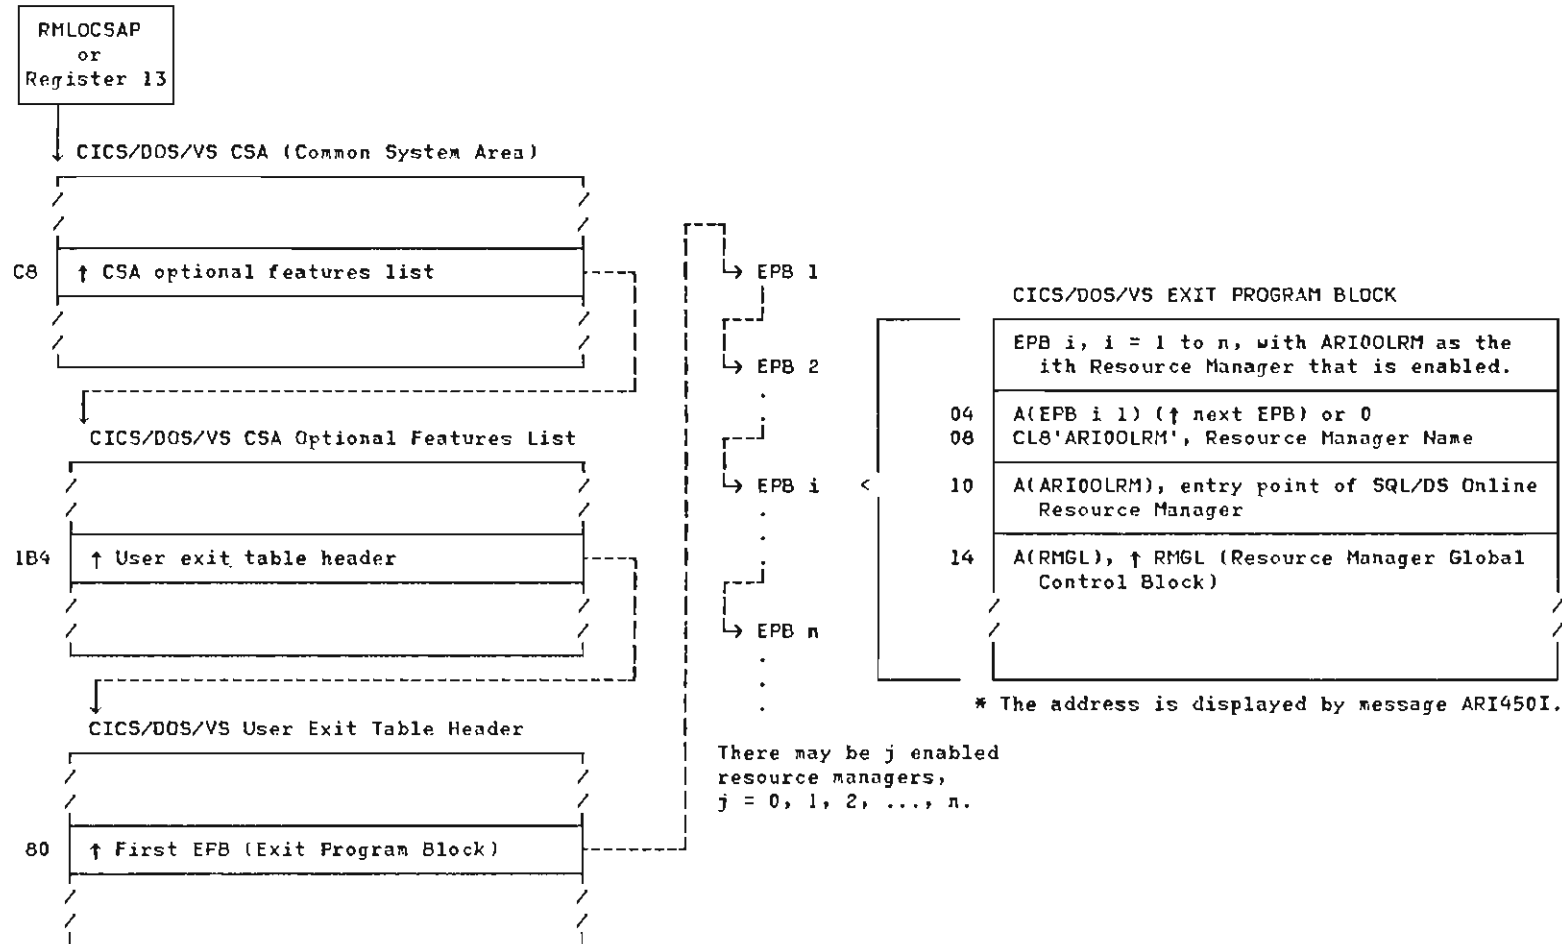 RMLOCSAP
or
Register 13
CICS/DOS/VS CSA (Common System Area)
C8 ↑ CSA optional features list
CICS/DOS/VS CSA Optional Features List
1B4 ↑ User exit table header
CICS/DOS/VS User Exit Table Header
80 ↑ First EFB (Exit Program Block)
EPB 1
EPB 2
.
.
EPB i <
.
.
.
EPB n
.
.
.
There may be j enabled
resource managers,
j = 0, 1, 2, ..., n.
CICS/DOS/VS EXIT PROGRAM BLOCK
EPB i, i = 1 to n, with ARI00LRM as the
ith Resource Manager that is enabled.
04 A(EPB i 1) (↑ next EPB) or 0
08 CL8'ARI00LRM', Resource Manager Name
10 A(ARI00LRM), entry point of SQL/DS Online
Resource Manager
14 A(RMGL), ↑ RMGL (Resource Manager Global
Control Block)
* The address is displayed by message ARI450I.